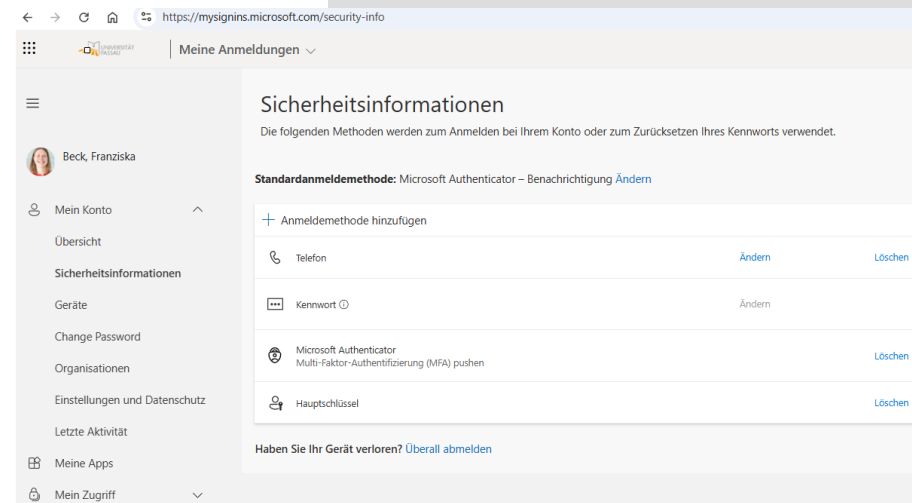 https://mysignins.microsoft.com/security-info
UNIVERSITÄT
PASSAU
Meine Anmeldungen
Sicherheitsinformationen
Die folgenden Methoden werden zum Anmelden bei Ihrem Konto oder zum Zurücksetzen Ihres Kennworts verwendet.
Beck, Franziska
Standardanmeldemethode: Microsoft Authenticator – Benachrichtigung Ändern
Mein Konto
Übersicht
Sicherheitsinformationen
Geräte
Change Password
Organisationen
Einstellungen und Datenschutz
Letzte Aktivität
Meine Apps
Mein Zugriff
Anmeldemethode hinzufügen
Telefon Ändern Löschen
Kennwort Ändern
Microsoft Authenticator
Multi-Faktor-Authentifizierung (MFA) pushen Löschen
Hauptschlüssel Löschen
Haben Sie Ihr Gerät verloren? Überall abmelden